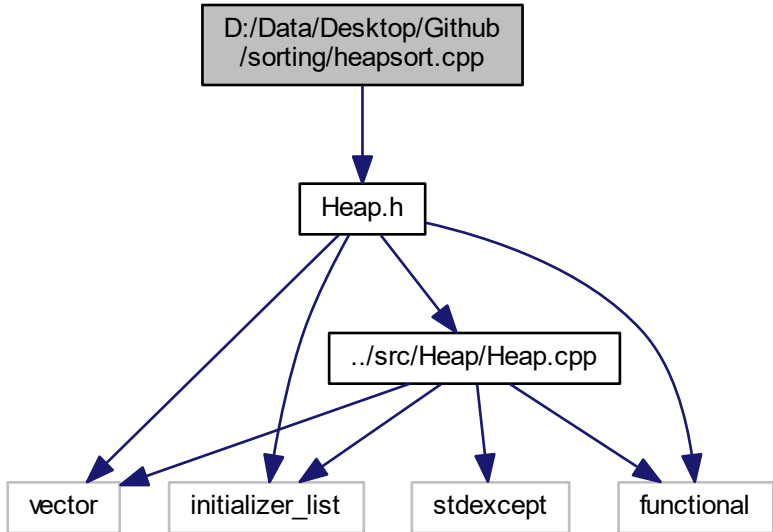 D:/Data/Desktop/Github
/sorting/heapsort.cpp
Heap.h
../src/Heap/Heap.cpp
vector
initializer_list
stdexcept
functional